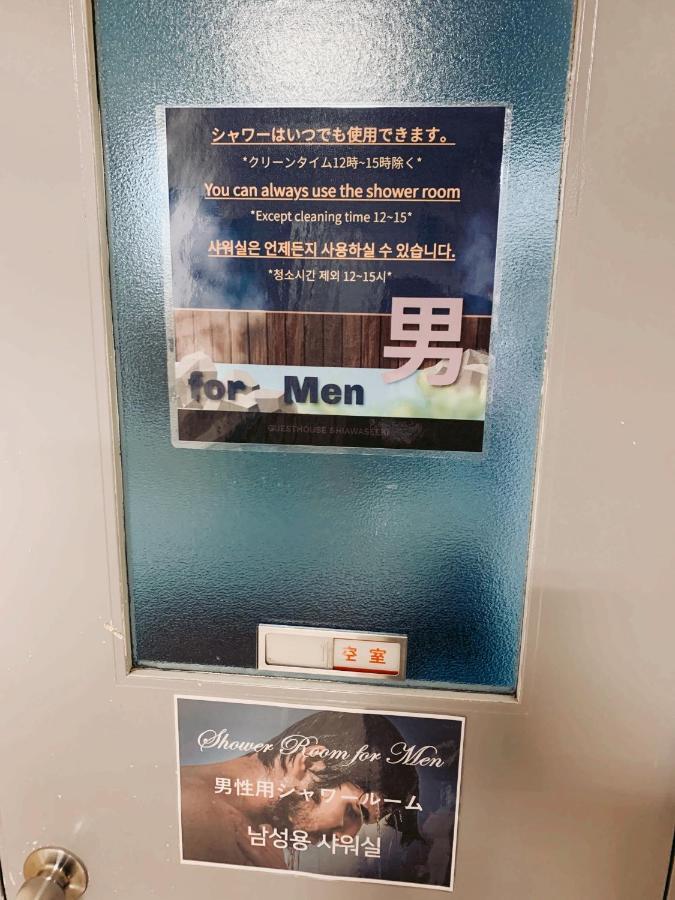 シャワーはいつでも使用できます。
*クリーンタイム12時~15時除く*
You can always use the shower room
*Except cleaning time 12~15*
샤워실은 언제든지 사용하실 수 있습니다.
*청소시간 제외 12~15시*
男
for Men
GUESTHOUSE SHIAWASEEKI
空室
Shower Room for Men
男性用シャワールーム
남성용 샤워실